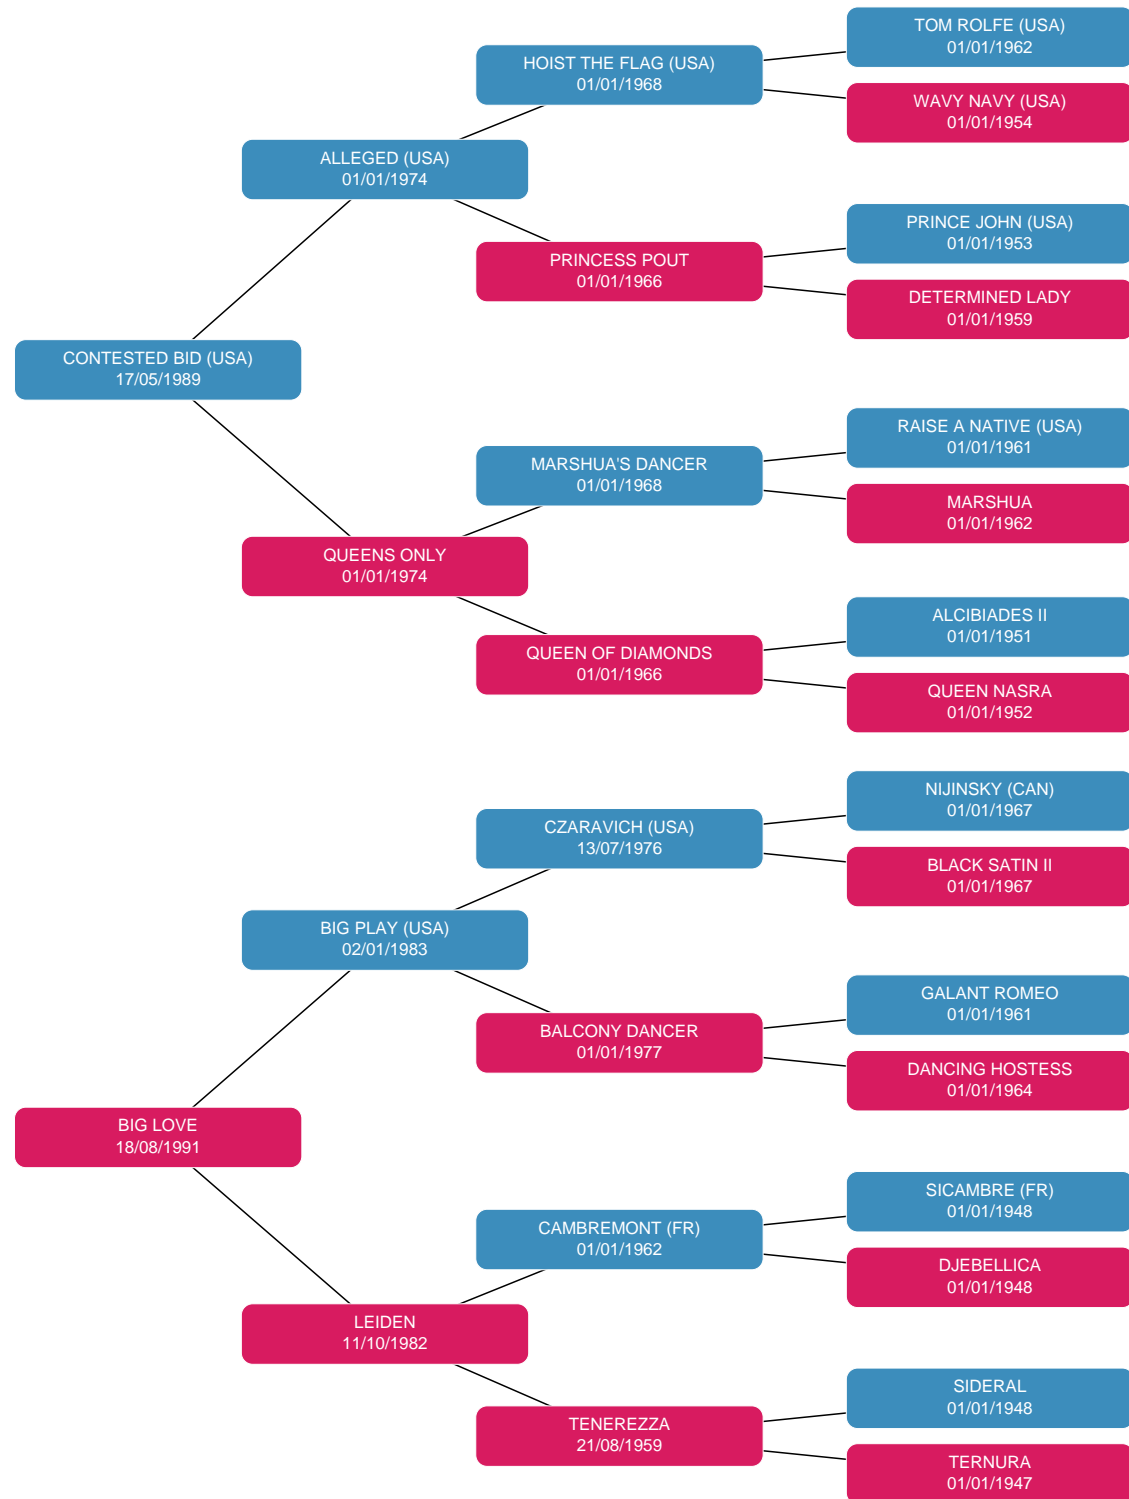 TOM ROLFE (USA)
01/01/1962
HOIST THE FLAG (USA)
01/01/1968
WAVY NAVY (USA)
01/01/1954
ALLEGED (USA)
01/01/1974
PRINCE JOHN (USA)
01/01/1953
PRINCESS POUT
01/01/1966
DETERMINED LADY
01/01/1959
CONTESTED BID (USA)
17/05/1989
RAISE A NATIVE (USA)
01/01/1961
MARSHUA'S DANCER
01/01/1968
MARSHUA
01/01/1962
QUEENS ONLY
01/01/1974
ALCIBIADES II
01/01/1951
QUEEN OF DIAMONDS
01/01/1966
QUEEN NASRA
01/01/1952
NIJINSKY (CAN)
01/01/1967
CZARAVICH (USA)
13/07/1976
BLACK SATIN II
01/01/1967
BIG PLAY (USA)
02/01/1983
GALANT ROMEO
01/01/1961
BALCONY DANCER
01/01/1977
DANCING HOSTESS
01/01/1964
BIG LOVE
18/08/1991
SICAMBRE (FR)
01/01/1948
CAMBREMONT (FR)
01/01/1962
DJEBELLICA
01/01/1948
LEIDEN
11/10/1982
SIDERAL
01/01/1948
TENEREZZA
21/08/1959
TERNURA
01/01/1947